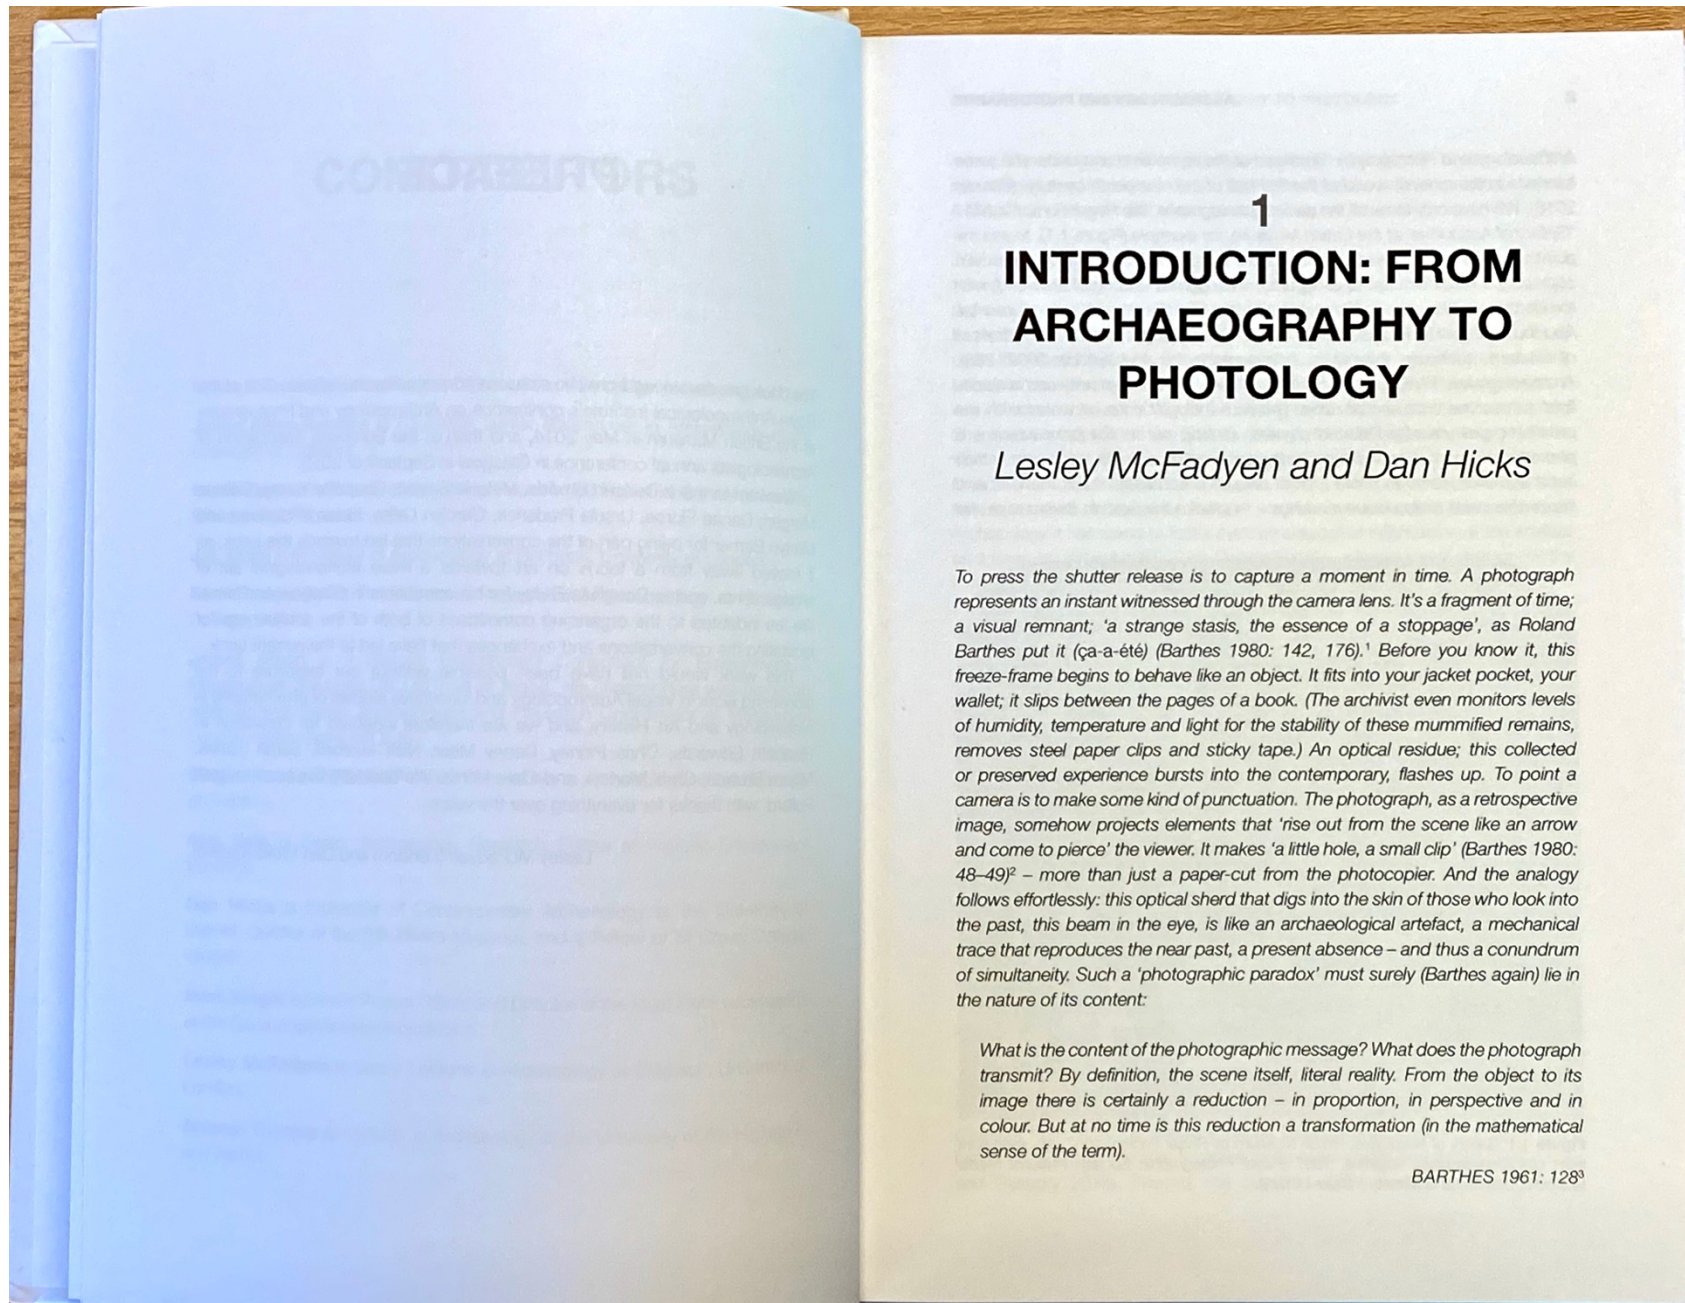 1
INTRODUCTION: FROM
ARCHAEOGRAPHY TO
PHOTOLOGY
Lesley McFadyen and Dan Hicks
To press the shutter release is to capture a moment in time. A photograph
represents an instant witnessed through the camera lens. It's a fragment of time;
a visual remnant; 'a strange stasis, the essence of a stoppage', as Roland
Barthes put it (ça-a-été) (Barthes 1980: 142, 176).¹ Before you know it, this
freeze-frame begins to behave like an object. It fits into your jacket pocket, your
wallet; it slips between the pages of a book. (The archivist even monitors levels
of humidity, temperature and light for the stability of these mummified remains,
removes steel paper clips and sticky tape.) An optical residue; this collected
or preserved experience bursts into the contemporary, flashes up. To point a
camera is to make some kind of punctuation. The photograph, as a retrospective
image, somehow projects elements that 'rise out from the scene like an arrow
and come to pierce' the viewer. It makes 'a little hole, a small clip' (Barthes 1980:
48–49)² – more than just a paper-cut from the photocopier. And the analogy
follows effortlessly: this optical sherd that digs into the skin of those who look into
the past, this beam in the eye, is like an archaeological artefact, a mechanical
trace that reproduces the near past, a present absence – and thus a conundrum
of simultaneity. Such a 'photographic paradox' must surely (Barthes again) lie in
the nature of its content:
What is the content of the photographic message? What does the photograph
transmit? By definition, the scene itself, literal reality. From the object to its
image there is certainly a reduction – in proportion, in perspective and in
colour. But at no time is this reduction a transformation (in the mathematical
sense of the term).
BARTHES 1961: 128³